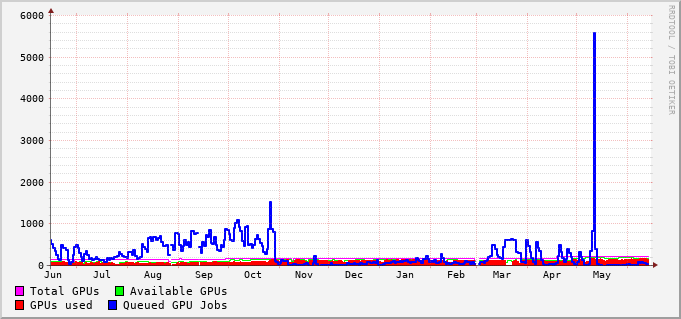 6000
5000
4000
3000
2000
1000
0
Jun Jul Aug Sep Oct Nov Dec Jan Feb Mar Apr May
Total GPUs Available GPUs
GPUs used Queued GPU Jobs
RRDTOOL / TOBI OETIKER